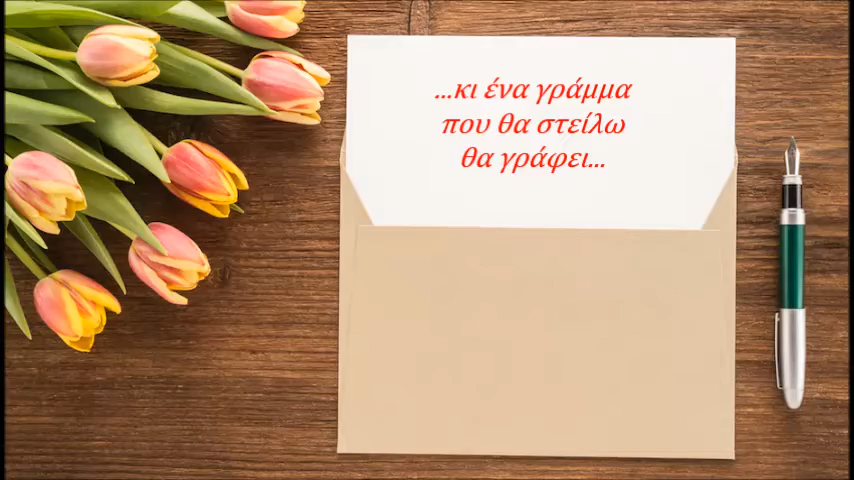 ...κι ένα γράμμα
που θα στείλω
θα γράφει...